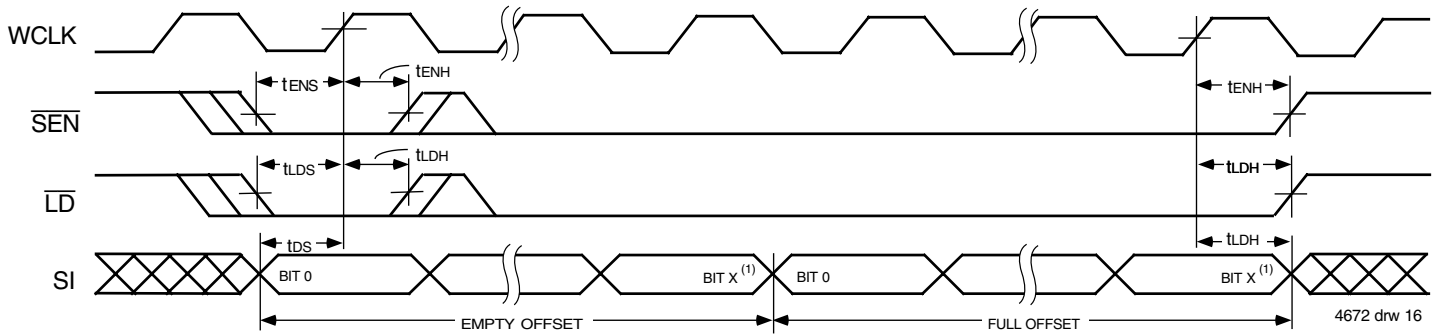 WCLK
tENS
tENH
tENH
SEN
tLDS
tLDH
tLDH
LD
tDS
tLDH
SI
BIT 0
BIT X (1)
BIT 0
BIT X (1)
EMPTY OFFSET
FULL OFFSET
4672 drw 16